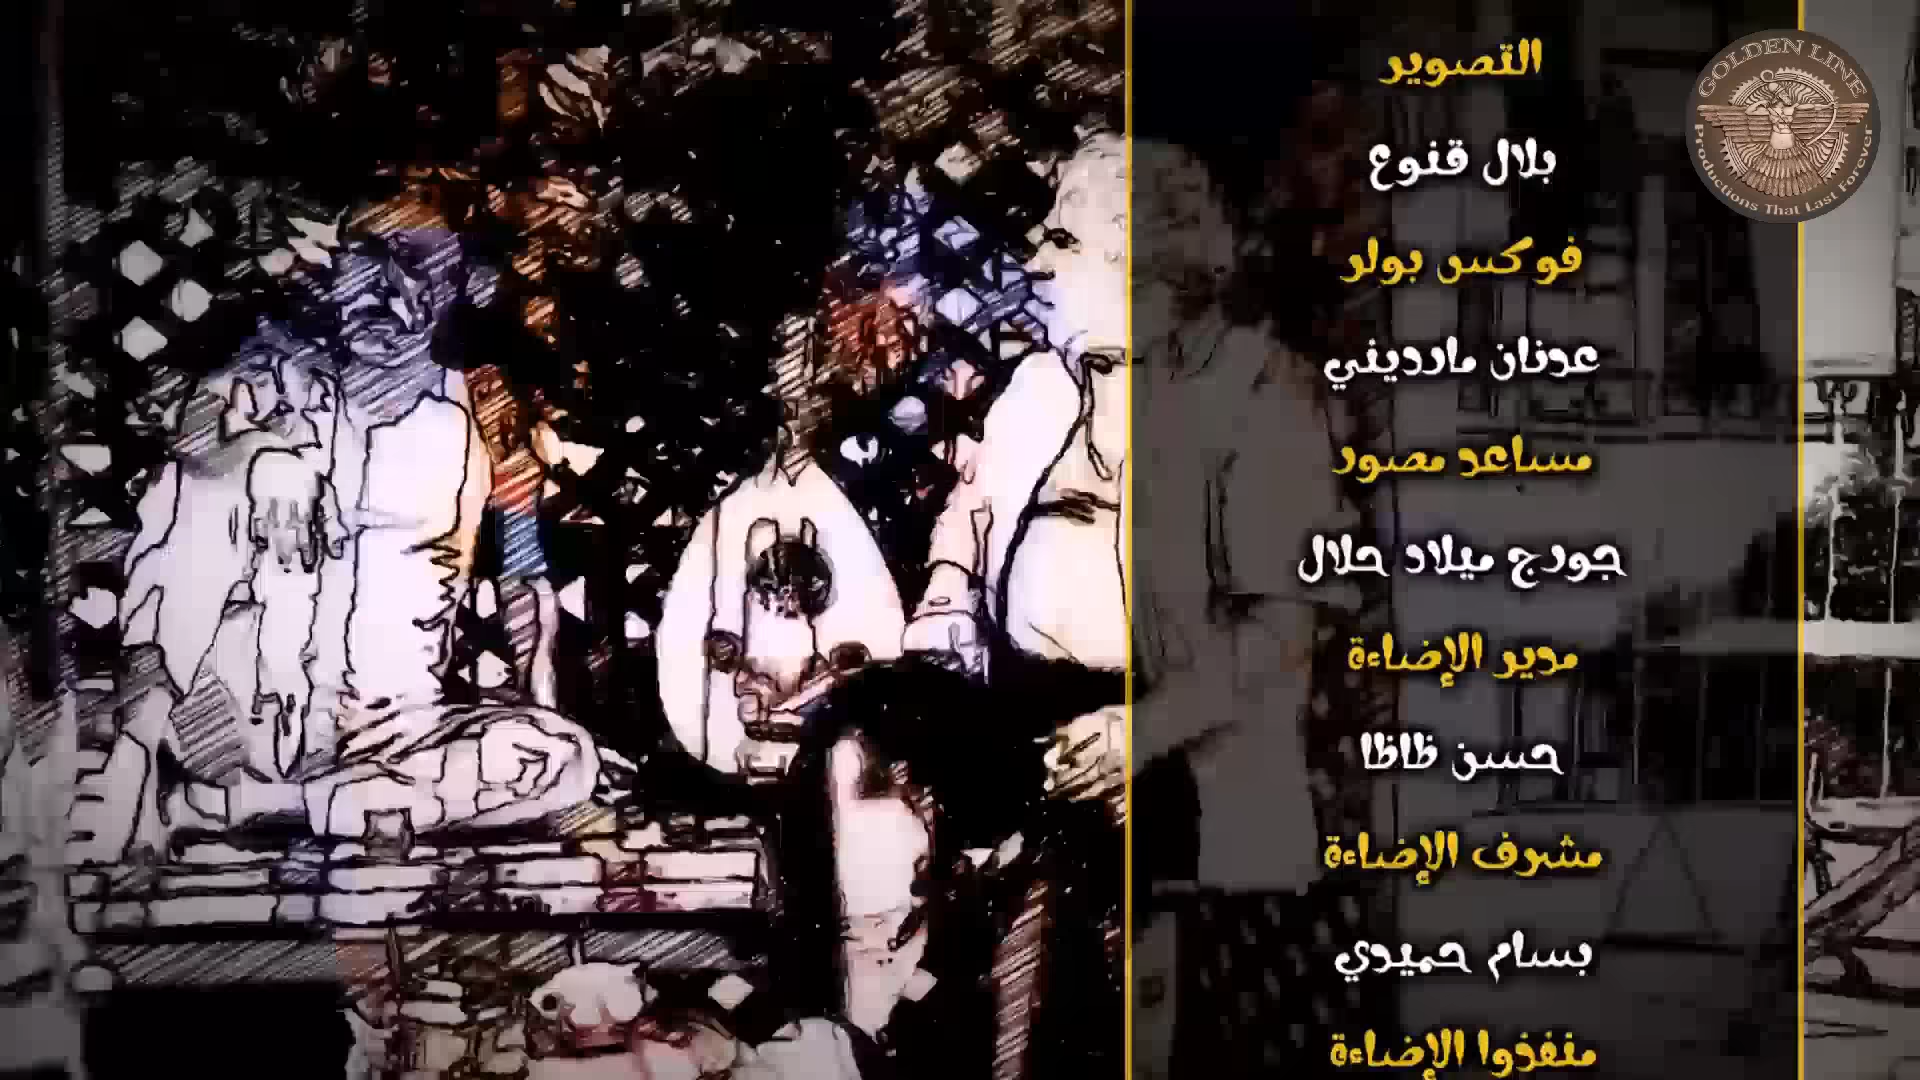 GOLDEN LINE
Productions That Last Forever
التصوير
بلال قنوع
فوكس بولر
عدنان مارديني
مساعد مصور
جورج ميلاد حلال
مدير الإضاءة
حسن ظاظا
مشرف الإضاءة
بسام حميدي
منفذوا الإضاءة